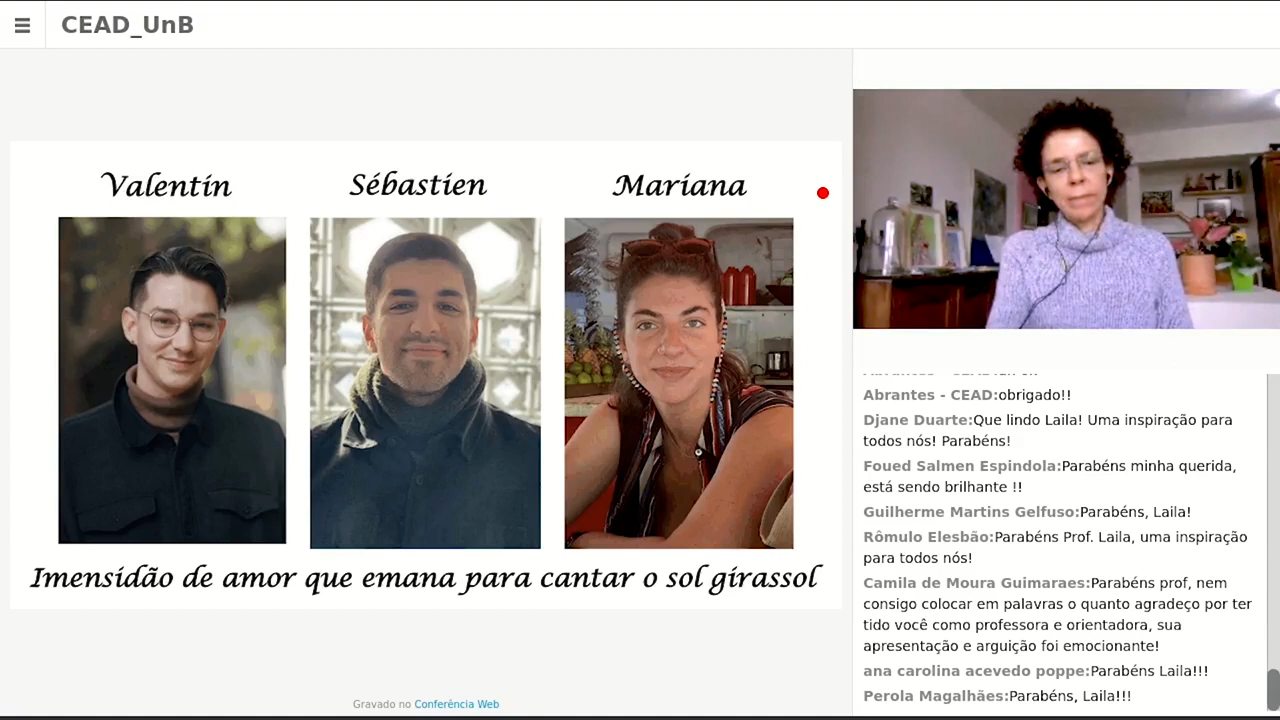 CEAD_UnB
Valentin
Sébastien
Mariana
Imensidão de amor que emana para cantar o sol girassol
Gravado no Conferência Web
Abrantes - CEAD:obrigado!!
Djane Duarte:Que lindo Laila! Uma inspiração para
todos nós! Parabéns!
Foued Salmen Espindola:Parabéns minha querida,
está sendo brilhante !!
Guilherme Martins Gelfuso:Parabéns, Laila!
Rômulo Elesbão:Parabéns Prof. Laila, uma inspiração
para todos nós!
Camila de Moura Guimaraes:Parabéns prof, nem
consigo colocar em palavras o quanto agradeço por ter
tido você como professora e orientadora, sua
apresentação e arguição foi emocionante!
ana carolina acevedo poppe:Parabéns Laila!!!
Perola Magalhães:Parabéns, Laila!!!